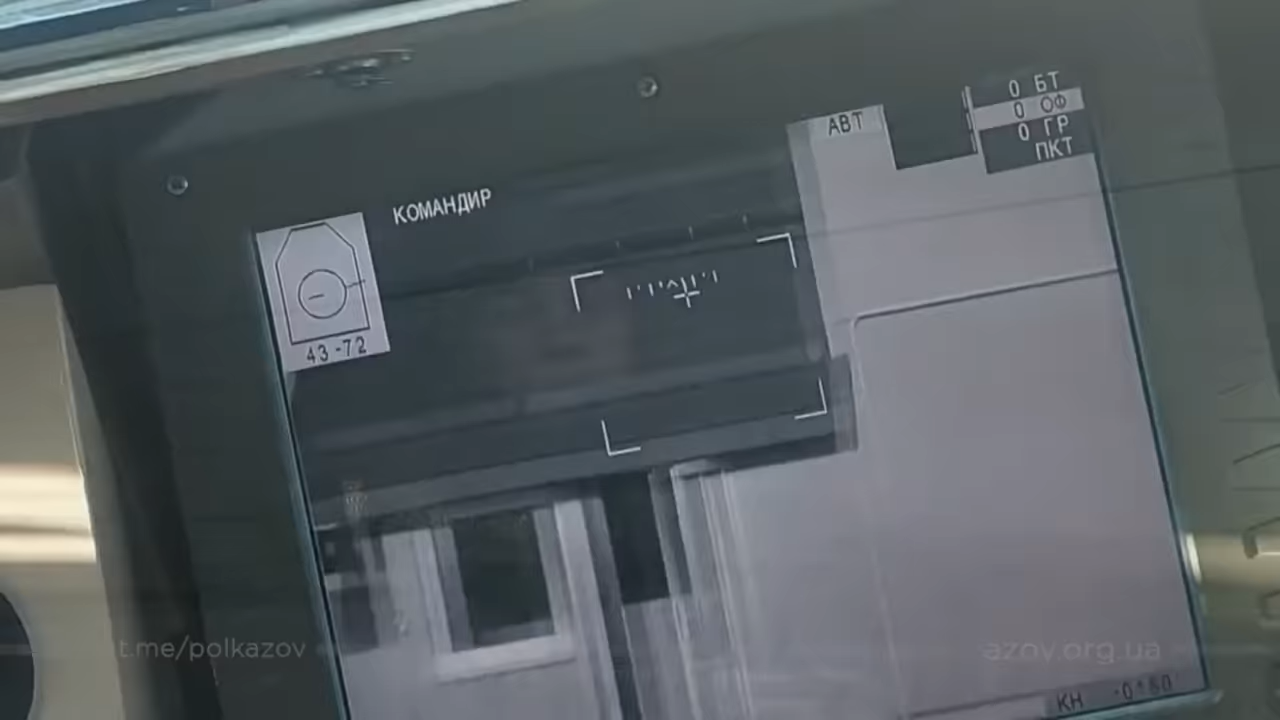 0 БТ
0 ОФ
0 ГР
ПКТ
АВТ
КОМАНДИР
43-72
t.me/polkazov
azov.org.ua
КН